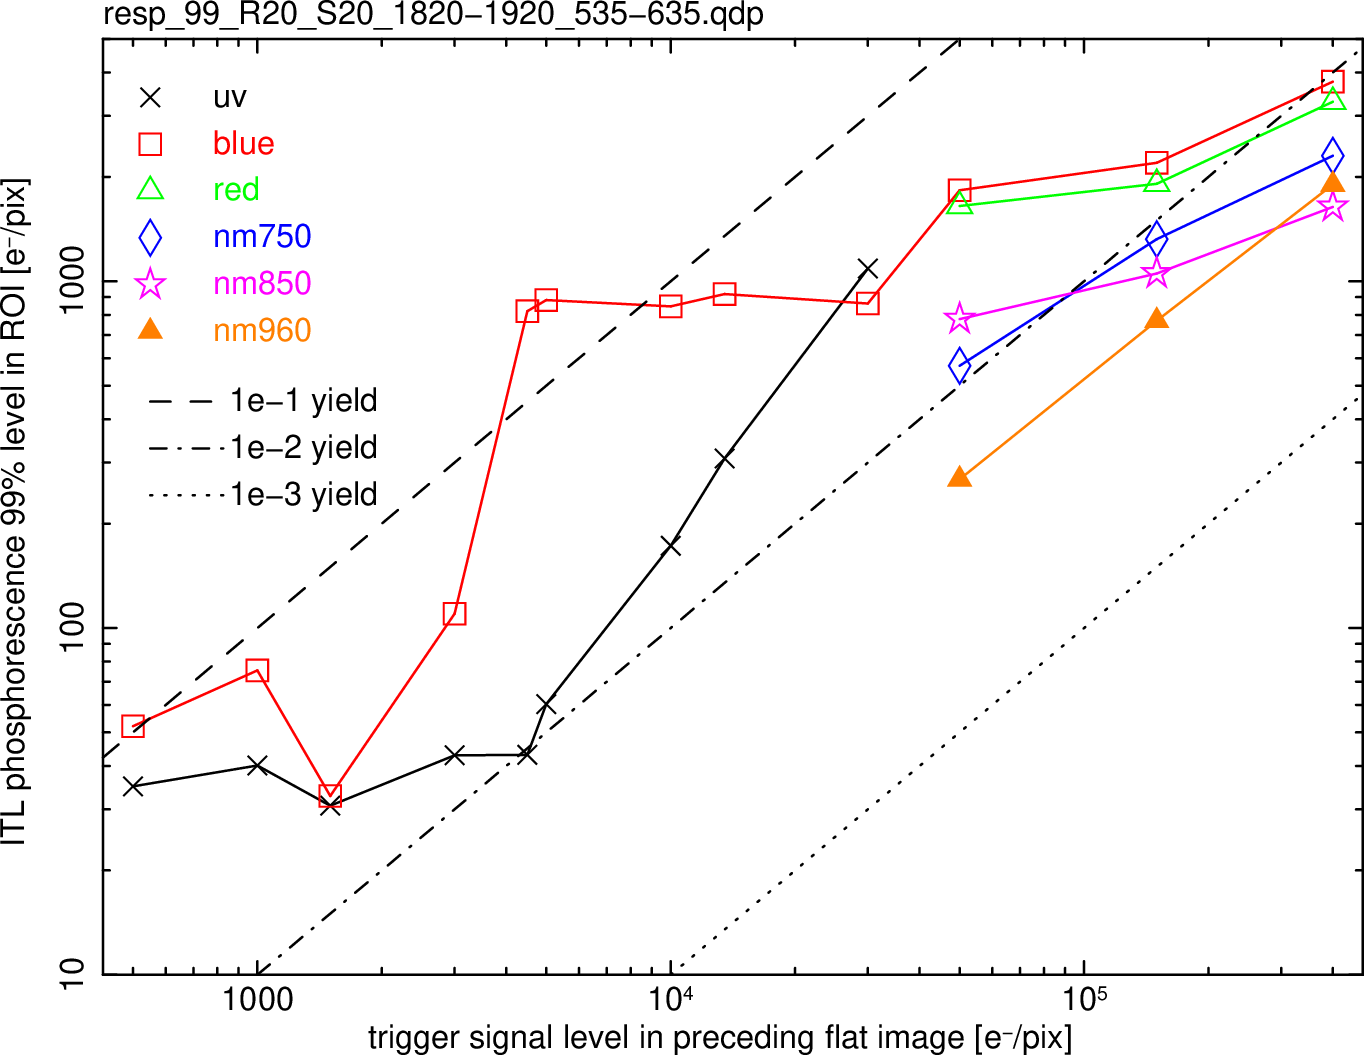 resp_99_R20_S20_1820−1920_535−635.qdp
uv
blue
red
nm750
nm850
nm960
1e−1 yield
1e−2 yield
1e−3 yield
ITL phosphorescence 99% level in ROI [e⁻/pix]
1000
100
10
1000
10⁴
10⁵
trigger signal level in preceding flat image [e⁻/pix]